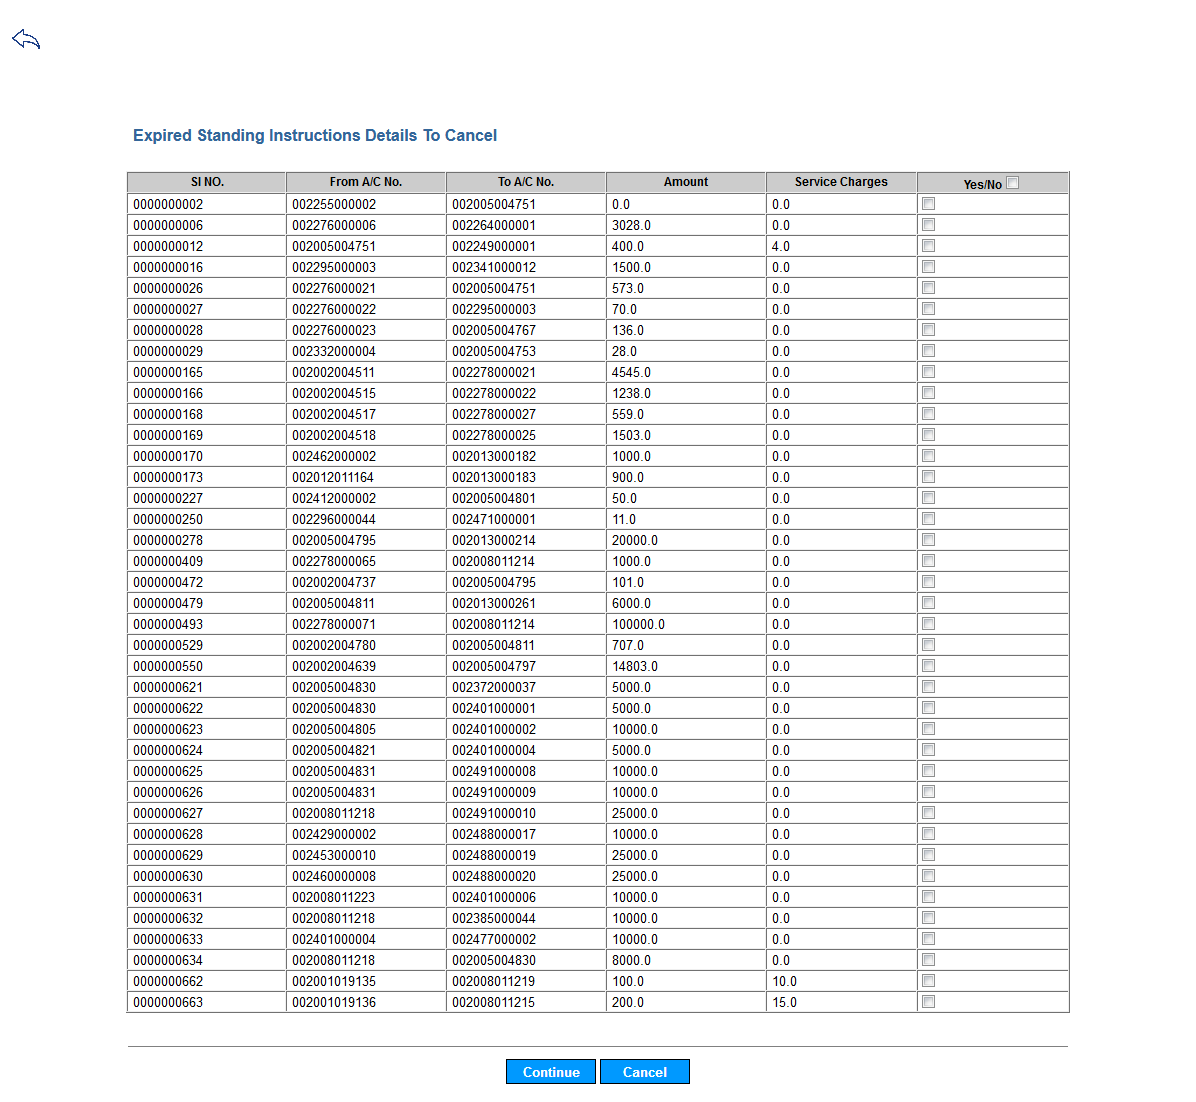 Expired Standing Instructions Details To Cancel
SI NO. From A/C No. To A/C No. Amount Service Charges Yes/No
0000000002 002255000002 002005004751 0.0 0.0
0000000006 002276000006 002264000001 3028.0 0.0
0000000012 002005004751 002249000001 400.0 4.0
0000000016 002295000003 002341000012 1500.0 0.0
0000000026 002276000021 002005004751 573.0 0.0
0000000027 002276000022 002295000003 70.0 0.0
0000000028 002276000023 002005004767 136.0 0.0
0000000029 002332000004 002005004753 28.0 0.0
0000000165 002002004511 002278000021 4545.0 0.0
0000000166 002002004515 002278000022 1238.0 0.0
0000000168 002002004517 002278000027 559.0 0.0
0000000169 002002004518 002278000025 1503.0 0.0
0000000170 002462000002 002013000182 1000.0 0.0
0000000173 002012011164 002013000183 900.0 0.0
0000000227 002412000002 002005004801 50.0 0.0
0000000250 002296000044 002471000001 11.0 0.0
0000000278 002005004795 002013000214 20000.0 0.0
0000000409 002278000065 002008011214 1000.0 0.0
0000000472 002002004737 002005004795 101.0 0.0
0000000479 002005004811 002013000261 6000.0 0.0
0000000493 002278000071 002008011214 100000.0 0.0
0000000529 002002004780 002005004811 707.0 0.0
0000000550 002002004639 002005004797 14803.0 0.0
0000000621 002005004830 002372000037 5000.0 0.0
0000000622 002005004830 002401000001 5000.0 0.0
0000000623 002005004805 002401000002 10000.0 0.0
0000000624 002005004821 002401000004 5000.0 0.0
0000000625 002005004831 002491000008 10000.0 0.0
0000000626 002005004831 002491000009 10000.0 0.0
0000000627 002008011218 002491000010 25000.0 0.0
0000000628 002429000002 002488000017 10000.0 0.0
0000000629 002453000010 002488000019 25000.0 0.0
0000000630 002460000008 002488000020 25000.0 0.0
0000000631 002008011223 002401000006 10000.0 0.0
0000000632 002008011218 002385000044 10000.0 0.0
0000000633 002401000004 002477000002 10000.0 0.0
0000000634 002008011218 002005004830 8000.0 0.0
0000000662 002001019135 002008011219 100.0 10.0
0000000663 002001019136 002008011215 200.0 15.0
Continue Cancel